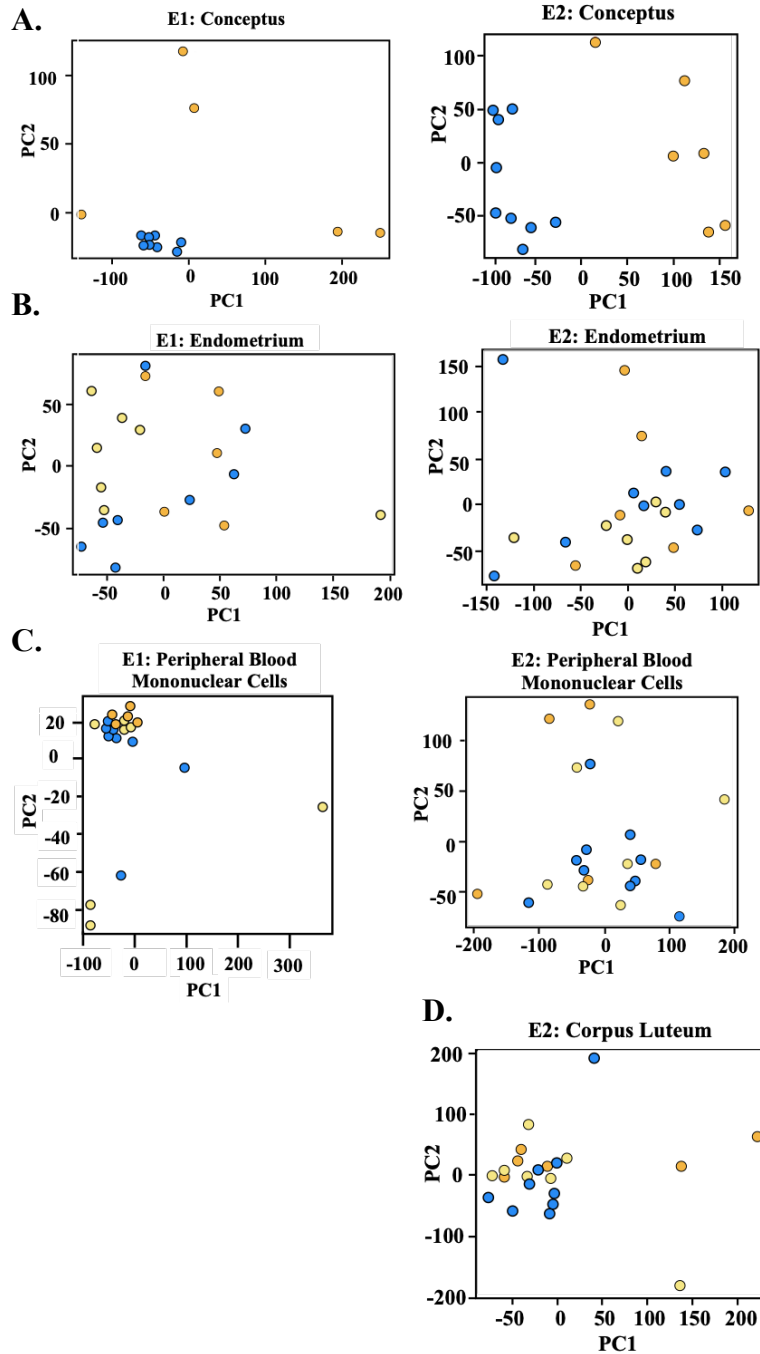 A.
E1: Conceptus
PC2
100
50
0
-100
0
100
200
PC1
E2: Conceptus
PC2
100
50
0
-50
-100
-50
0
50
100
150
PC1
B.
E1: Endometrium
PC2
50
0
-50
-50
0
50
100
150
200
PC1
E2: Endometrium
PC2
150
100
50
0
-50
-150
-100
-50
0
50
100
PC1
C.
E1: Peripheral Blood
Mononuclear Cells
PC2
20
0
-20
-40
-60
-80
-100
0
100
200
300
PC1
E2: Peripheral Blood
Mononuclear Cells
PC2
100
50
0
-50
-200
-100
0
100
200
PC1
D.
E2: Corpus Luteum
PC2
200
100
0
-100
-200
-50
0
50
100
150
200
PC1